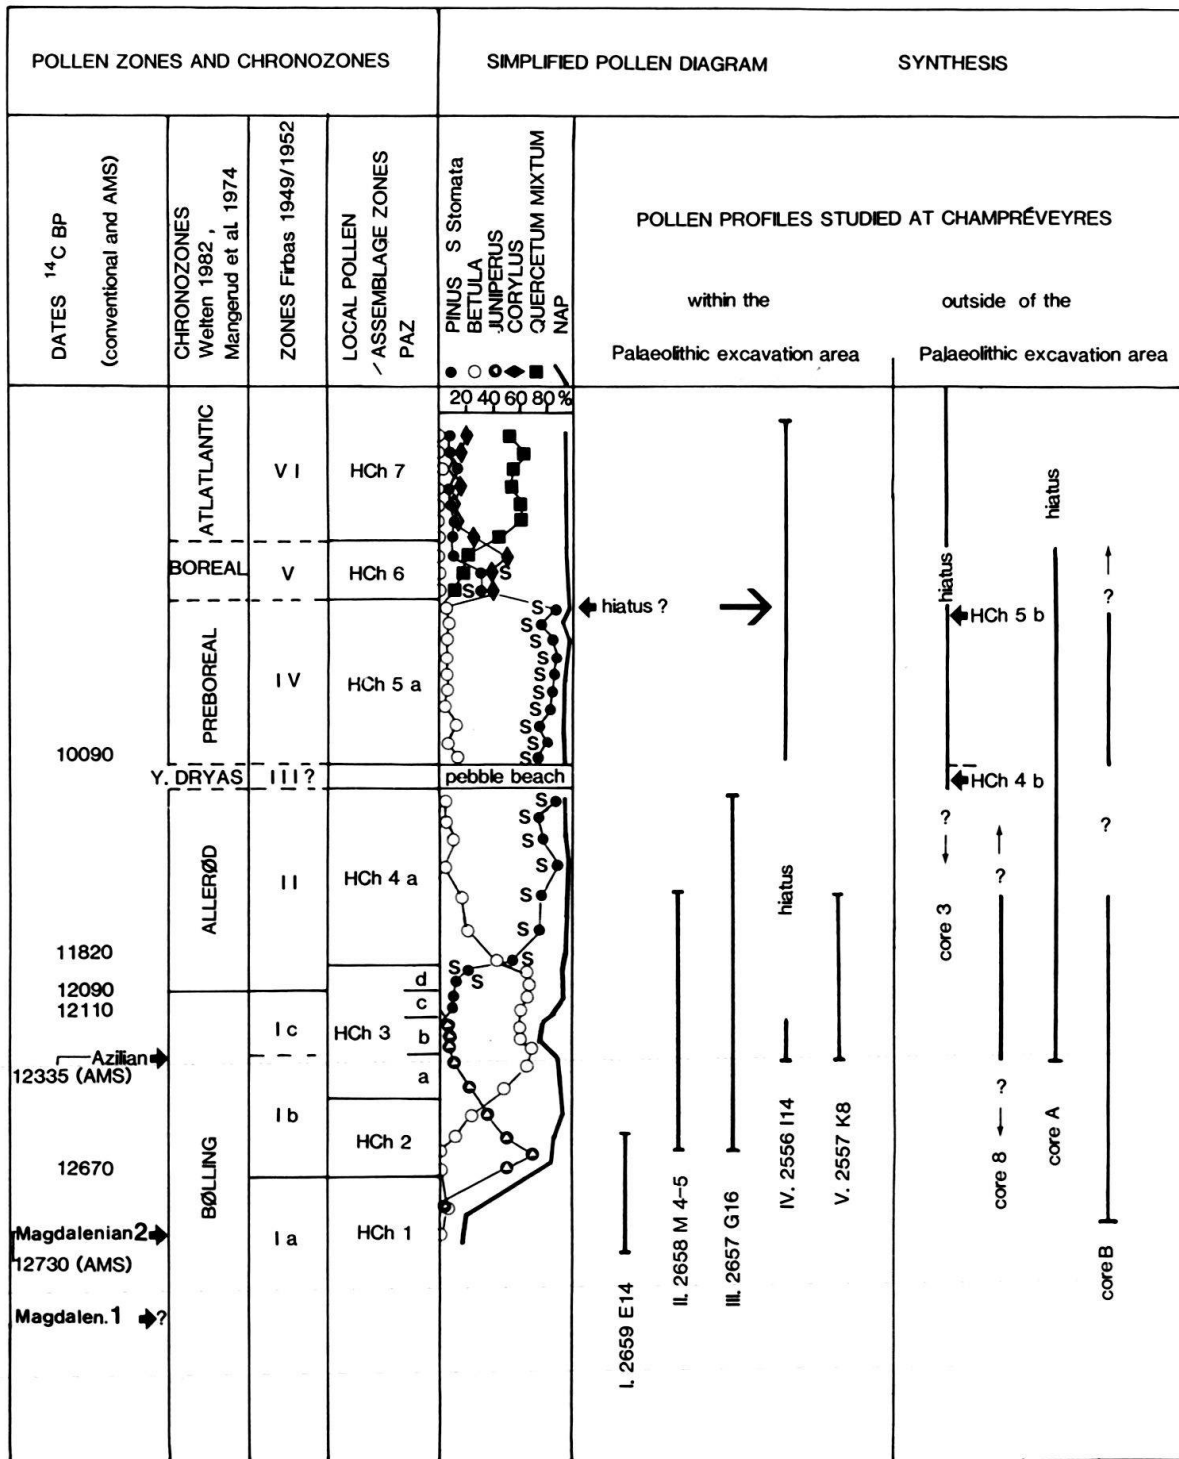 POLLEN ZONES AND CHRONOZONES
SIMPLIFIED POLLEN DIAGRAM
SYNTHESIS
DATES ¹⁴C BP
(conventional and AMS)
CHRONOZONES
Welten 1982 ,
Mangerud et al. 1974
ZONES Firbas 1949/1952
LOCAL POLLEN
ASSEMBLAGE ZONES
PAZ
PINUS S Stomata
BETULA
JUNIPERUS
CORYLUS
QUERCETUM MIXTUM
NAP
POLLEN PROFILES STUDIED AT CHAMPRÉVEYRES
within the
Palaeolithic excavation area
outside of the
Palaeolithic excavation area
20 40 60 80 %
ATLATLANTIC
VI
HCh 7
BOREAL
V
HCh 6
S
S
PREBOREAL
IV
HCh 5 a
S
S
S
S
S
S
S
S
S
S
hiatus ?
hiatus
HCh 5 b
hiatus
?
10090
Y. DRYAS
III?
pebble beach
HCh 4 b
ALLERØD
II
HCh 4 a
S
S
S
S
S
S
S
S
S
hiatus
?
?
?
core 3
11820
12090
12110
d
c
b
a
Ic
HCh 3
Azilian
12335 (AMS)
Ib
HCh 2
12670
BØLLING
Ia
HCh 1
Magdalenian 2
12730 (AMS)
Magdalen. 1
?
I. 2659 E14
II. 2658 M 4-5
III. 2657 G16
IV. 2556 I14
V. 2557 K8
?
core 8
core A
core B